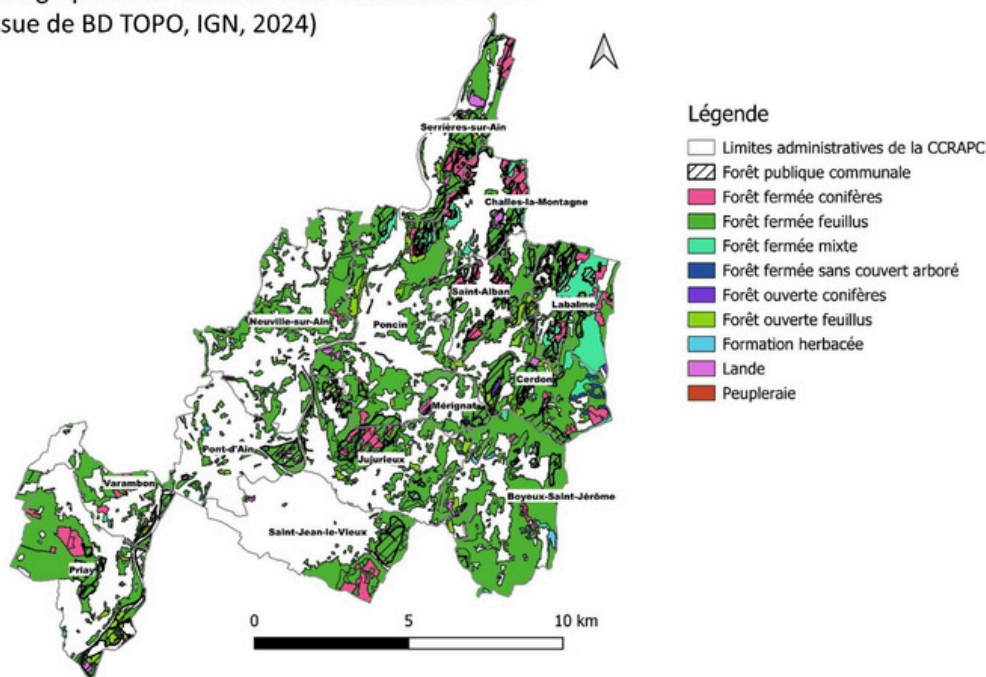 ssue de BD TOPO, IGN, 2024)
Serrières-sur-Ain
Challes-la-Montagne
Saint-Alban
Labalme
Neuville-sur-Ain
Poncin
Cerdon
Mérignat
Pont-d'Ain
Jujurieux
Varambon
Boyeux-Saint-Jérôme
Saint-Jean-le-Vieux
Priay
0 5 10 km
Légende
Limites administratives de la CCRAPC
Forêt publique communale
Forêt fermée conifères
Forêt fermée feuillus
Forêt fermée mixte
Forêt fermée sans couvert arboré
Forêt ouverte conifères
Forêt ouverte feuillus
Formation herbacée
Lande
Peupleraie